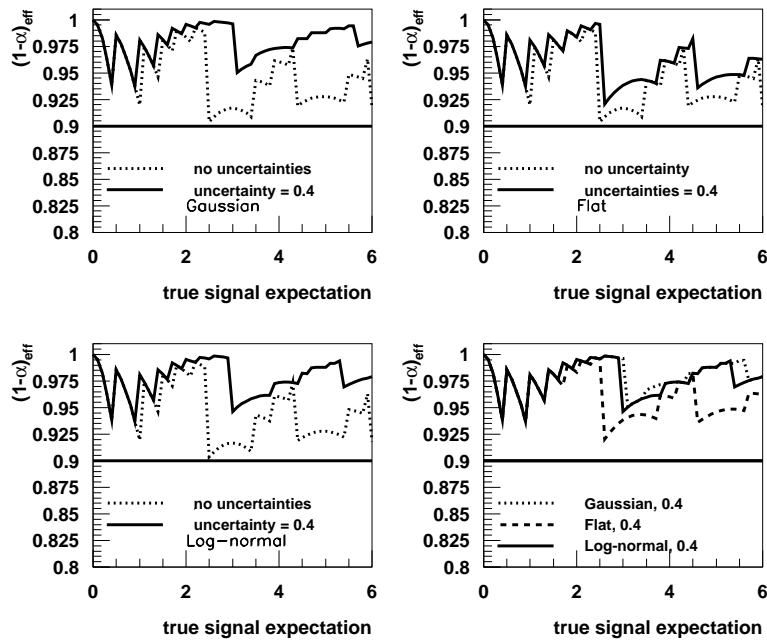 (1-α)eff
1
0.975
0.95
0.925
0.9
0.875
0.85
0.825
0.8
no uncertainties
uncertainty = 0.4
Gaussian
0 2 4 6
true signal expectation
(1-α)eff
1
0.975
0.95
0.925
0.9
0.875
0.85
0.825
0.8
no uncertainty
uncertainties = 0.4
Flat
0 2 4 6
true signal expectation
(1-α)eff
1
0.975
0.95
0.925
0.9
0.875
0.85
0.825
0.8
no uncertainties
uncertainty = 0.4
Log-normal
0 2 4 6
true signal expectation
(1-α)eff
1
0.975
0.95
0.925
0.9
0.875
0.85
0.825
0.8
Gaussian, 0.4
Flat, 0.4
Log-normal, 0.4
0 2 4 6
true signal expectation